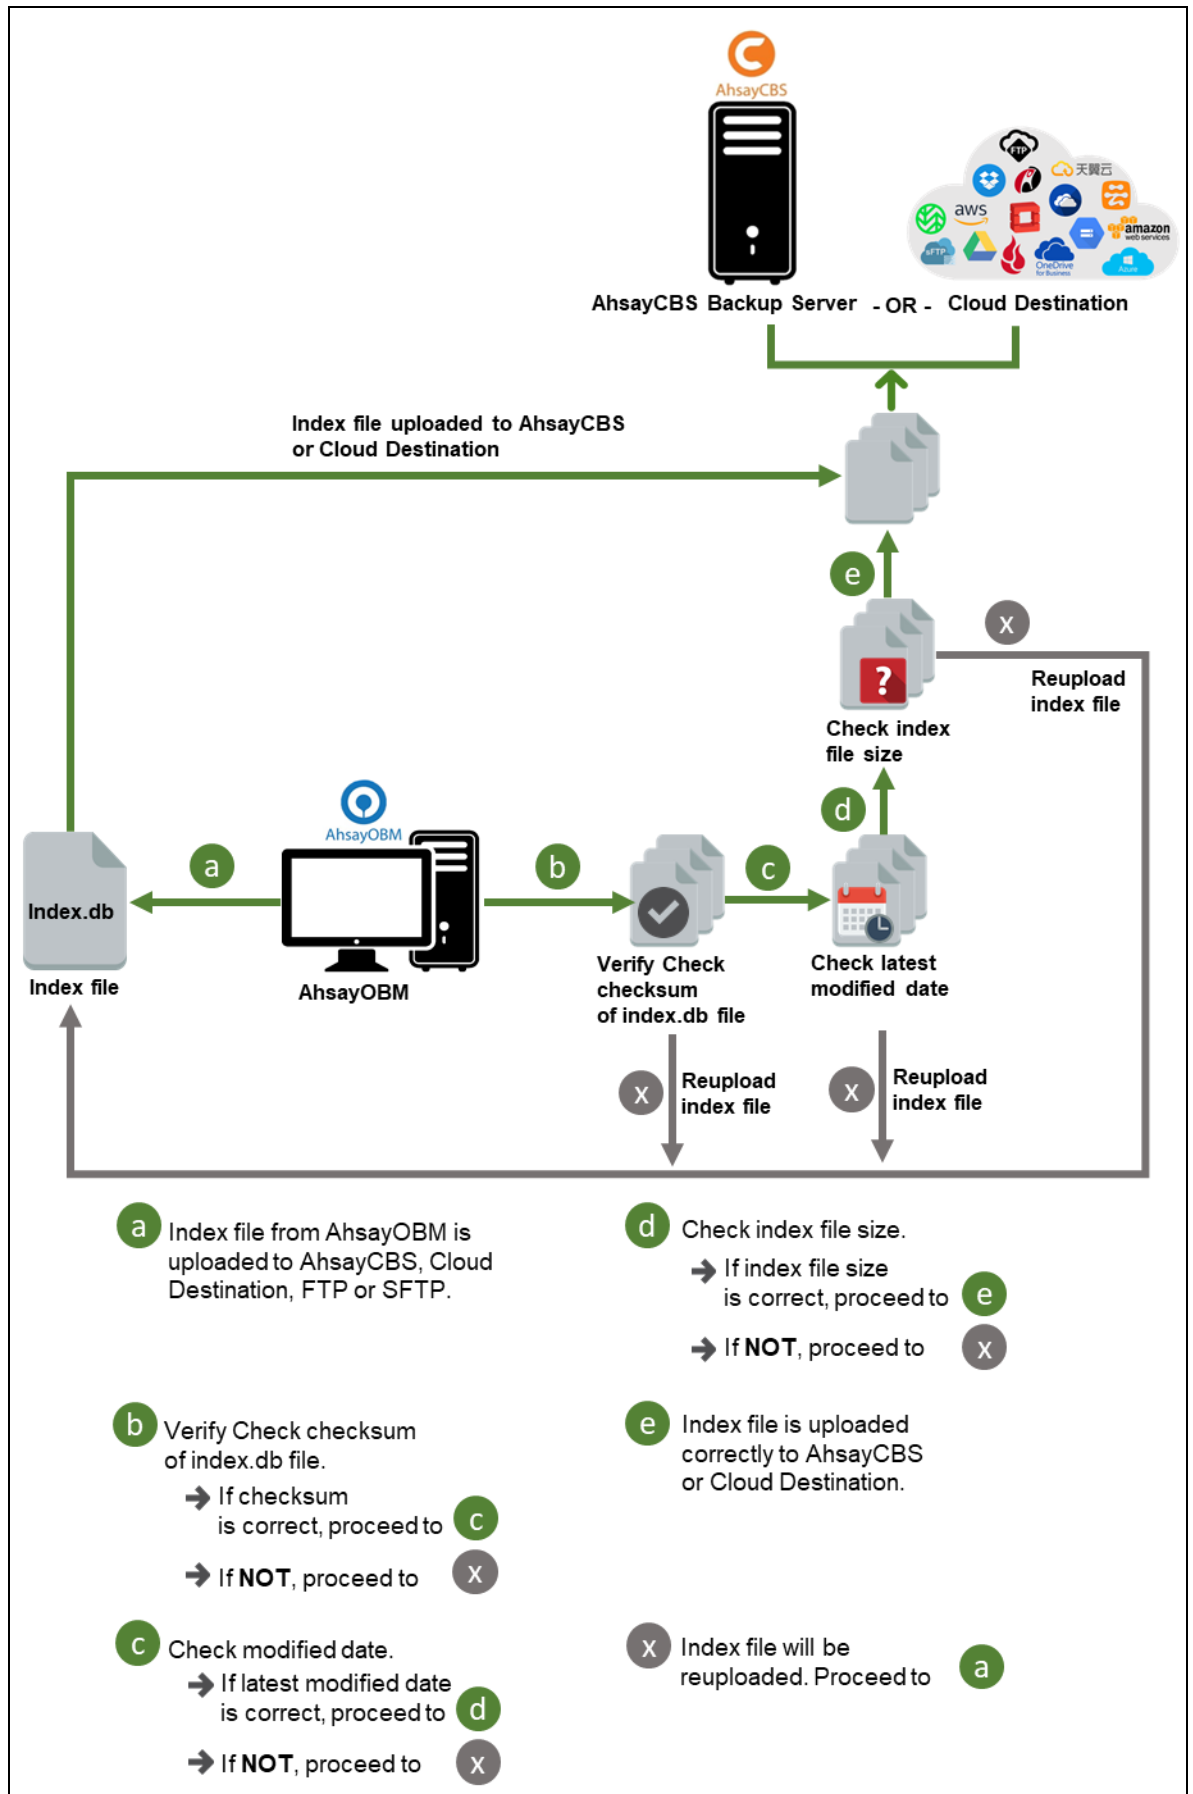 AhsayCBS
FTP
天翼云
aws
amazon
web services
sFTP
OneDrive
for Business
Azure
AhsayCBS Backup Server
- OR -
Cloud Destination
Index file uploaded to AhsayCBS
or Cloud Destination
e
x
?
Reupload
index file
Check index
file size
d
AhsayOBM
a
b
c
Index.db
Index file
AhsayOBM
Verify Check
checksum
of index.db file
Check latest
modified date
x
Reupload
index file
x
Reupload
index file
a
Index file from AhsayOBM is
uploaded to AhsayCBS, Cloud
Destination, FTP or SFTP.
b
Verify Check checksum
of index.db file.
If checksum
is correct, proceed to c
If NOT, proceed to x
c
Check modified date.
If latest modified date
is correct, proceed to d
If NOT, proceed to x
d
Check index file size.
If index file size
is correct, proceed to e
If NOT, proceed to x
e
Index file is uploaded
correctly to AhsayCBS
or Cloud Destination.
x
Index file will be
reuploaded. Proceed to a